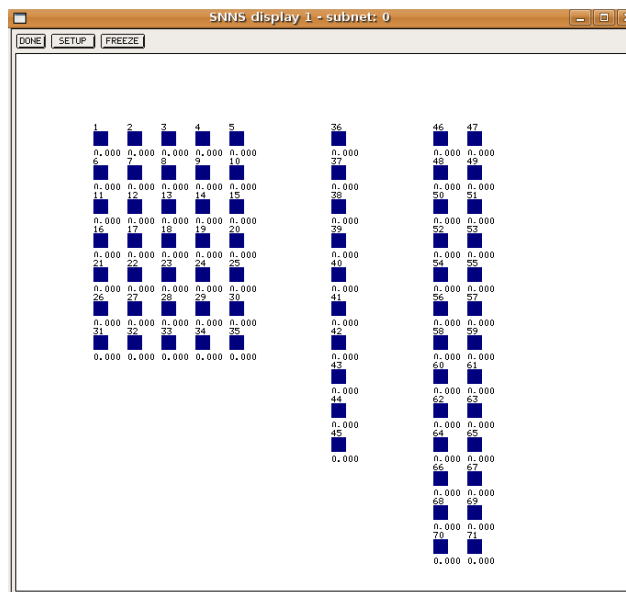 SNNS display 1 - subnet: 0
DONE SETUP FREEZE
1 2 3 4 5 36 46 47
0.000 0.000 0.000 0.000 0.000 0.000 0.000 0.000
6 7 8 9 10 37 48 49
0.000 0.000 0.000 0.000 0.000 0.000 0.000 0.000
11 12 13 14 15 38 50 51
0.000 0.000 0.000 0.000 0.000 0.000 0.000 0.000
16 17 18 19 20 39 52 53
0.000 0.000 0.000 0.000 0.000 0.000 0.000 0.000
21 22 23 24 25 40 54 55
0.000 0.000 0.000 0.000 0.000 0.000 0.000 0.000
26 27 28 29 30 41 56 57
0.000 0.000 0.000 0.000 0.000 0.000 0.000 0.000
31 32 33 34 35 42 58 59
0.000 0.000 0.000 0.000 0.000 0.000 0.000 0.000
43 60 61
0.000 0.000 0.000
44 62 63
0.000 0.000 0.000
45 64 65
0.000 0.000 0.000
66 67
0.000 0.000
68 69
0.000 0.000
70 71
0.000 0.000